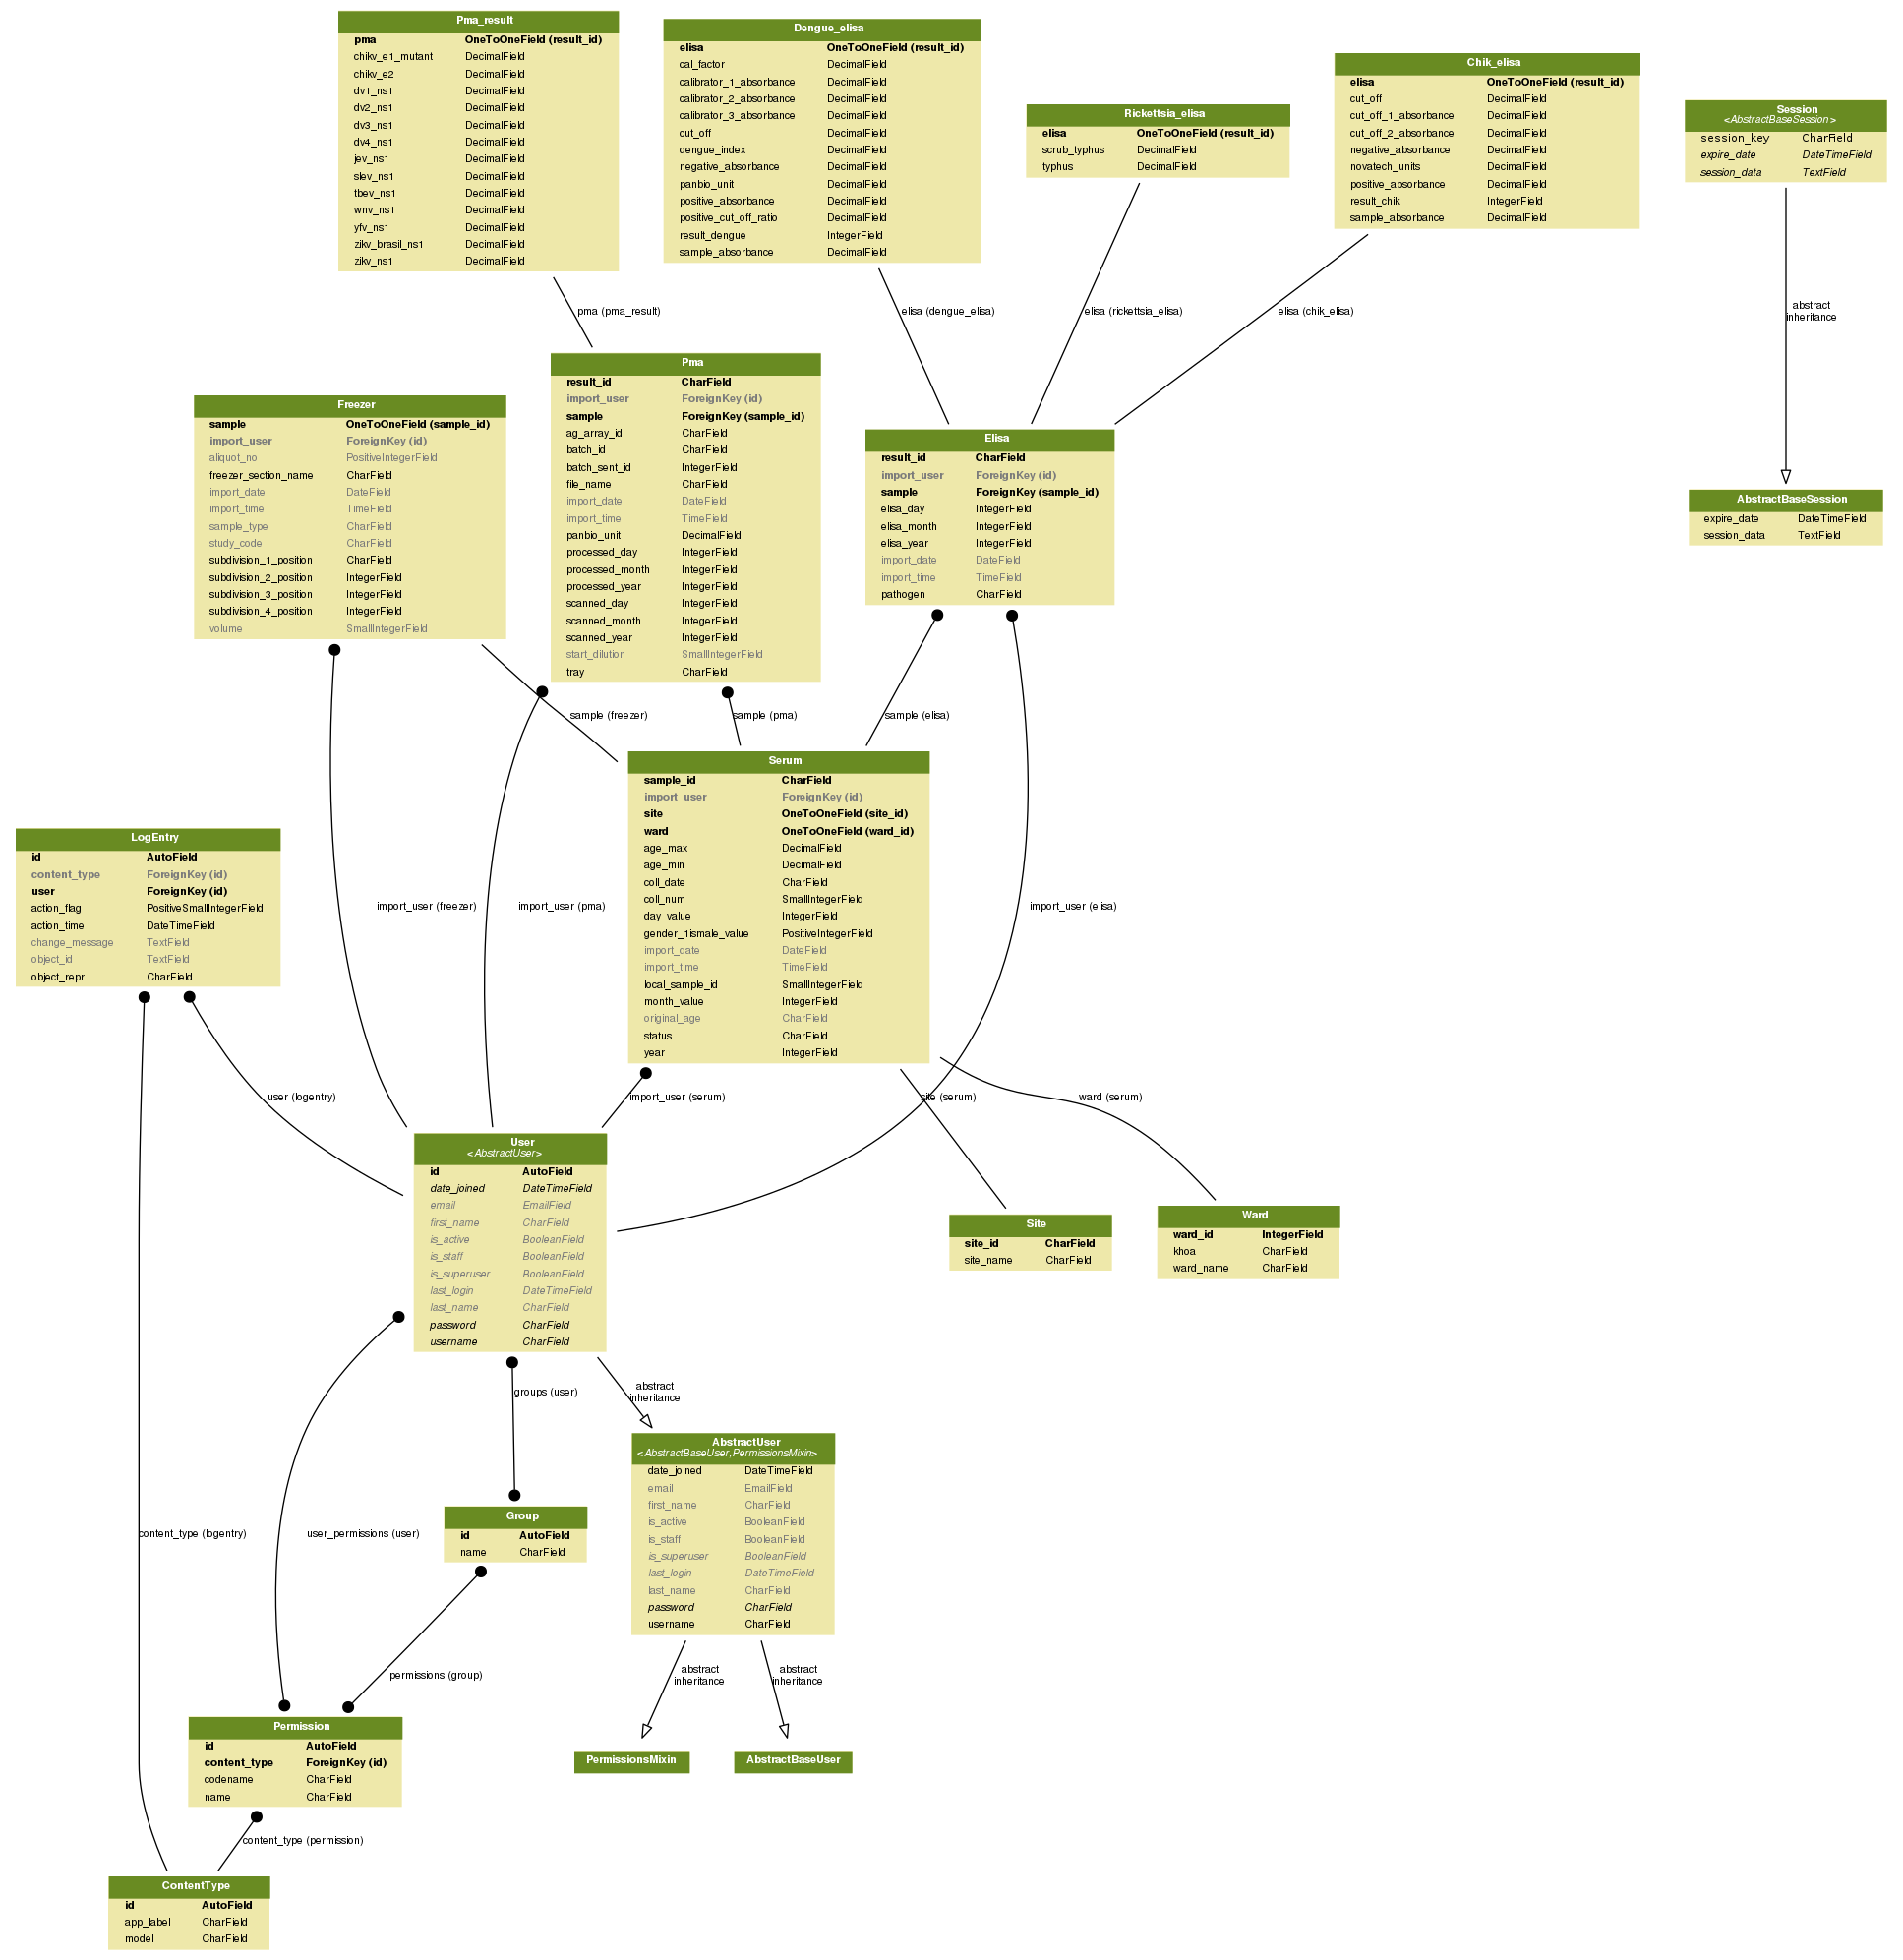 Pma_result
pma OneToOneField (result_id)
chikv_e1_mutant DecimalField
chikv_e2 DecimalField
dv1_ns1 DecimalField
dv2_ns1 DecimalField
dv3_ns1 DecimalField
dv4_ns1 DecimalField
jev_ns1 DecimalField
slev_ns1 DecimalField
tbev_ns1 DecimalField
wnv_ns1 DecimalField
yfv_ns1 DecimalField
zikv_brasil_ns1 DecimalField
zikv_ns1 DecimalField
Dengue_elisa
elisa OneToOneField (result_id)
cal_factor DecimalField
calibrator_1_absorbance DecimalField
calibrator_2_absorbance DecimalField
calibrator_3_absorbance DecimalField
cut_off DecimalField
dengue_index DecimalField
negative_absorbance DecimalField
panbio_unit DecimalField
positive_absorbance DecimalField
positive_cut_off_ratio DecimalField
result_dengue IntegerField
sample_absorbance DecimalField
Rickettsia_elisa
elisa OneToOneField (result_id)
scrub_typhus DecimalField
typhus DecimalField
Chik_elisa
elisa OneToOneField (result_id)
cut_off DecimalField
cut_off_1_absorbance DecimalField
cut_off_2_absorbance DecimalField
negative_absorbance DecimalField
novatech_units DecimalField
positive_absorbance DecimalField
result_chik IntegerField
sample_absorbance DecimalField
Session
<AbstractBaseSession>
session_key CharField
expire_date DateTimeField
session_data TextField
pma (pma_result)
elisa (dengue_elisa)
elisa (rickettsia_elisa)
elisa (chik_elisa)
abstract
inheritance
Freezer
sample OneToOneField (sample_id)
import_user ForeignKey (id)
aliquot_no PositiveIntegerField
freezer_section_name CharField
import_date DateField
import_time TimeField
sample_type CharField
study_code CharField
subdivision_1_position CharField
subdivision_2_position IntegerField
subdivision_3_position IntegerField
subdivision_4_position IntegerField
volume SmallIntegerField
Pma
result_id CharField
import_user ForeignKey (id)
sample ForeignKey (sample_id)
ag_array_id CharField
batch_id CharField
batch_sent_id IntegerField
file_name CharField
import_date DateField
import_time TimeField
panbio_unit DecimalField
processed_day IntegerField
processed_month IntegerField
processed_year IntegerField
scanned_day IntegerField
scanned_month IntegerField
scanned_year IntegerField
start_dilution SmallIntegerField
tray CharField
Elisa
result_id CharField
import_user ForeignKey (id)
sample ForeignKey (sample_id)
elisa_day IntegerField
elisa_month IntegerField
elisa_year IntegerField
import_date DateField
import_time TimeField
pathogen CharField
AbstractBaseSession
expire_date DateTimeField
session_data TextField
sample (freezer)
sample (pma)
sample (elisa)
Serum
sample_id CharField
import_user ForeignKey (id)
site OneToOneField (site_id)
ward OneToOneField (ward_id)
age_max DecimalField
age_min DecimalField
coll_date CharField
coll_num SmallIntegerField
day_value IntegerField
gender_1ismale_value PositiveIntegerField
import_date DateField
import_time TimeField
local_sample_id SmallIntegerField
month_value IntegerField
original_age CharField
status CharField
year IntegerField
LogEntry
id AutoField
content_type ForeignKey (id)
user ForeignKey (id)
action_flag PositiveSmallIntegerField
action_time DateTimeField
change_message TextField
object_id TextField
object_repr CharField
import_user (freezer)
import_user (pma)
import_user (elisa)
user (logentry)
import_user (serum)
site (serum)
ward (serum)
User
<AbstractUser>
id AutoField
date_joined DateTimeField
email EmailField
first_name CharField
is_active BooleanField
is_staff BooleanField
is_superuser BooleanField
last_login DateTimeField
last_name CharField
password CharField
username CharField
Site
site_id CharField
site_name CharField
Ward
ward_id IntegerField
khoa CharField
ward_name CharField
groups (user)
abstract
inheritance
AbstractUser
<AbstractBaseUser,PermissionsMixin>
date_joined DateTimeField
email EmailField
first_name CharField
is_active BooleanField
is_staff BooleanField
is_superuser BooleanField
last_login DateTimeField
last_name CharField
password CharField
username CharField
Group
id AutoField
name CharField
content_type (logentry)
user_permissions (user)
permissions (group)
abstract
inheritance
abstract
inheritance
Permission
id AutoField
content_type ForeignKey (id)
codename CharField
name CharField
PermissionsMixin
AbstractBaseUser
content_type (permission)
ContentType
id AutoField
app_label CharField
model CharField